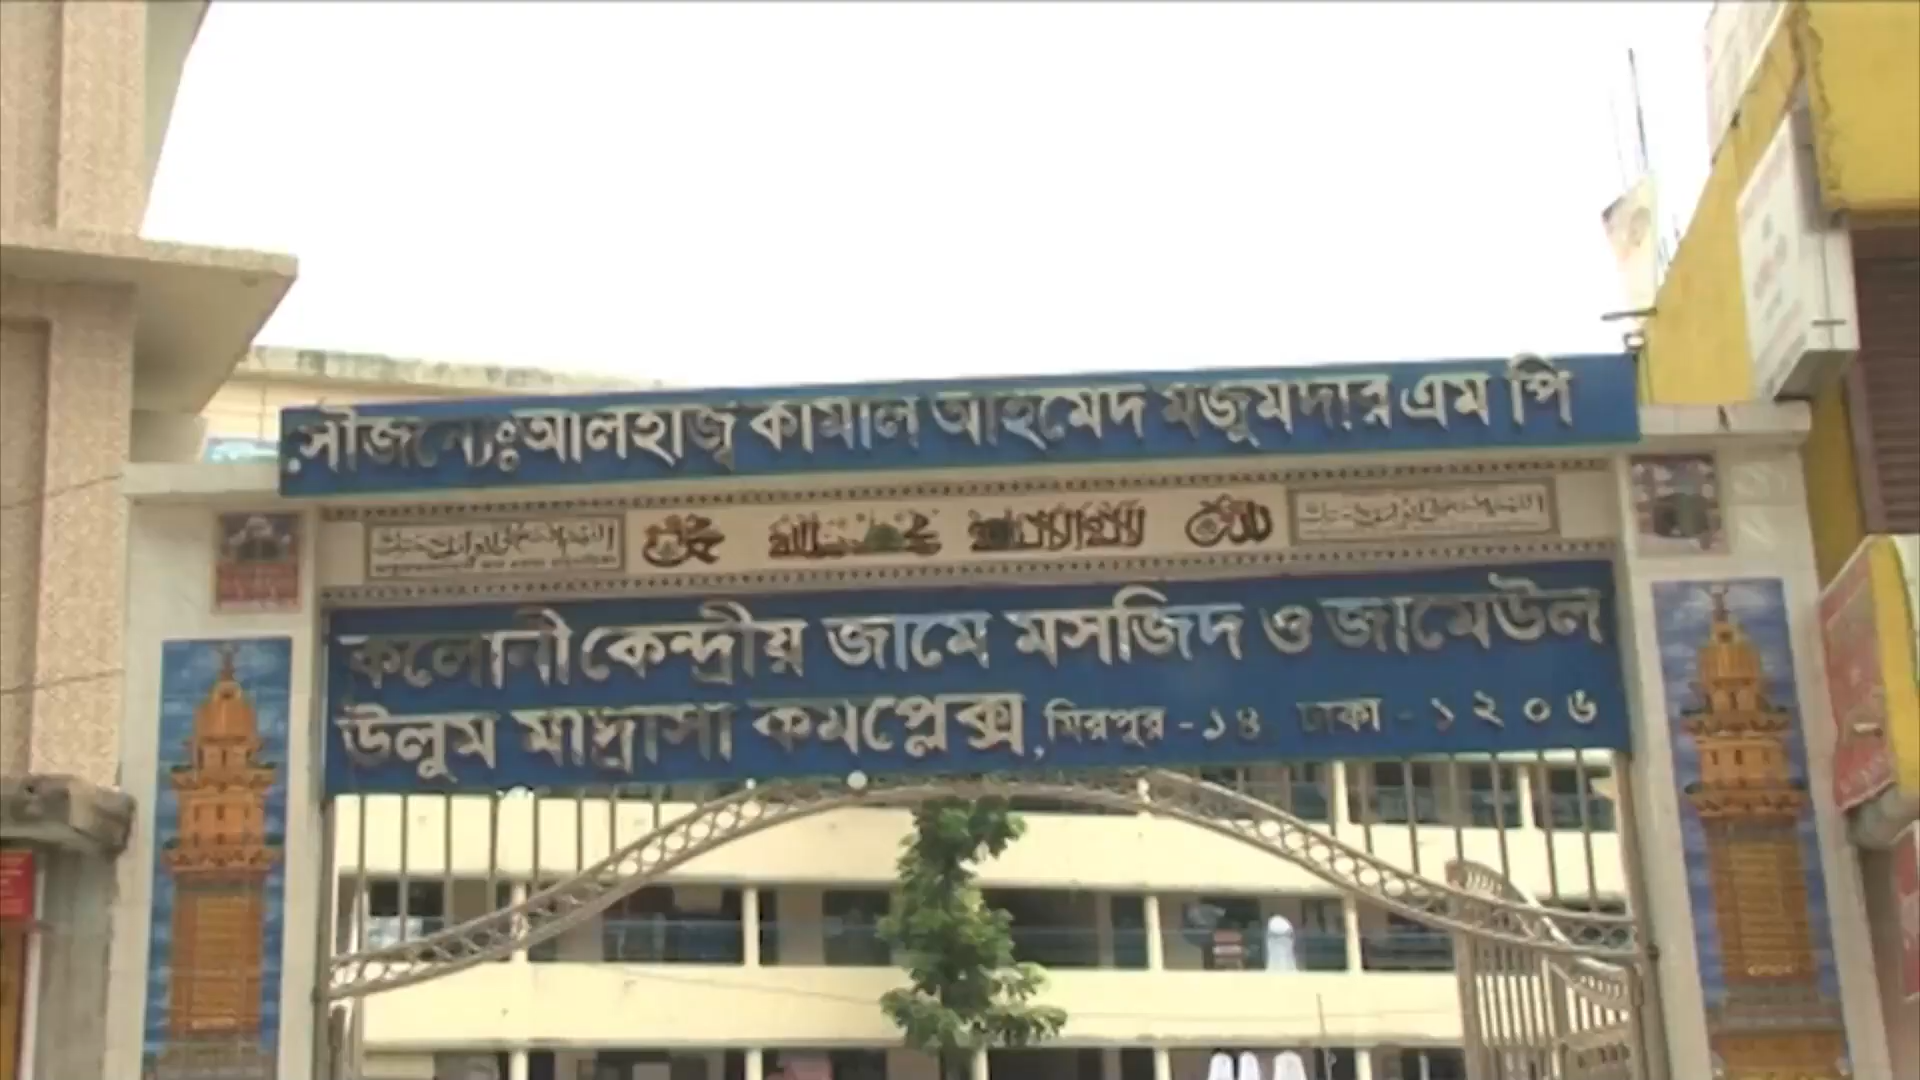 সৌজন্যেঃ আলহাজ্ব কামাল আহমেদ মজুমদার এম পি
কলোনী কেন্দ্রীয় জামে মসজিদ ও জামেউল
উলুম মাদ্রাসা কমপ্লেক্স, মিরপুর - ১৪ ঢাকা - ১২০৬